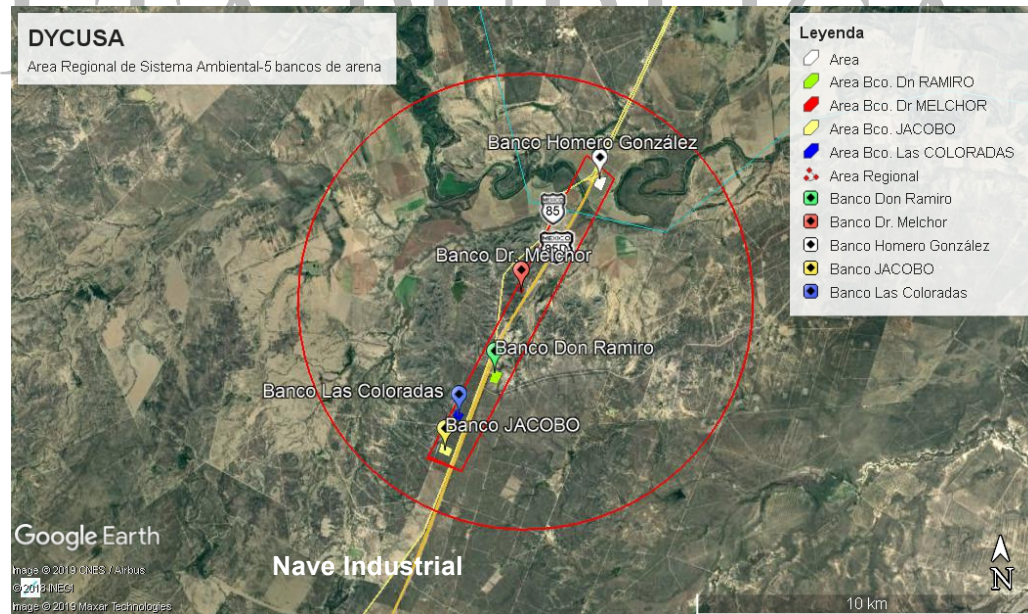 DYCUSA
Area Regional de Sistema Ambiental-5 bancos de arena
Leyenda
Area
Area Bco. Dn RAMIRO
Area Bco. Dr MELCHOR
Area Bco. JACOBO
Area Bco. Las COLORADAS
Area Regional
Banco Don Ramiro
Banco Dr. Melchor
Banco Homero González
Banco JACOBO
Banco Las Coloradas
Banco Homero González
MEXICO
85
MEXICO
85D
Banco Dr. Melchor
Banco Don Ramiro
Banco Las Coloradas
Banco JACOBO
Google Earth
Nave Industrial
Image © 2019 CNES / Airbus
© 2018 INEGI
Image © 2019 Maxar Technologies
N
10 km